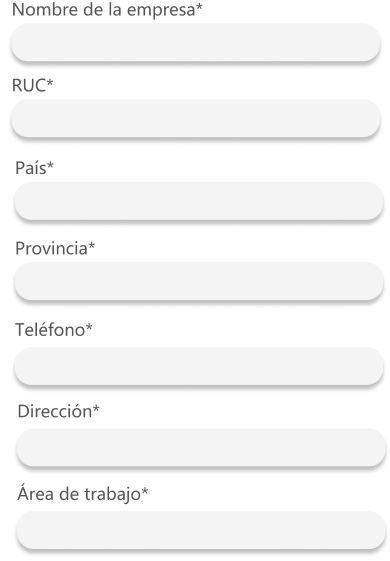 Nombre de la empresa*
RUC*
País*
Provincia*
Teléfono*
Dirección*
Área de trabajo*